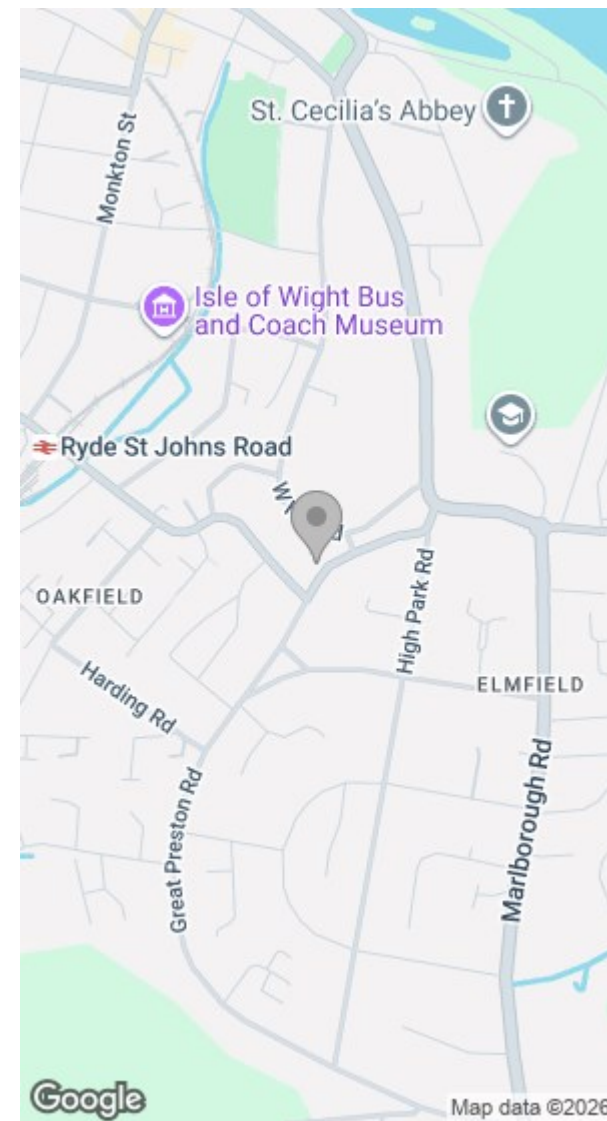 St. Cecilia's Abbey
Monkton St
Isle of Wight Bus
and Coach Museum
Ryde St Johns Road
OAKFIELD
High Park Rd
ELMFIELD
Harding Rd
Marlborough Rd
Great Preston Rd
Google
Map data ©2026